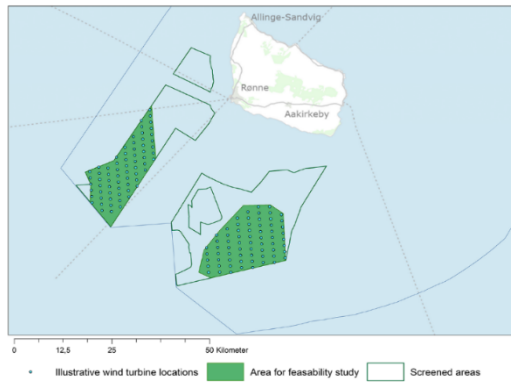 Allinge-Sandvig
Rønne
Aakirkeby
0 12,5 25 50 Kilometer
Illustrative wind turbine locations Area for feasability study Screened areas